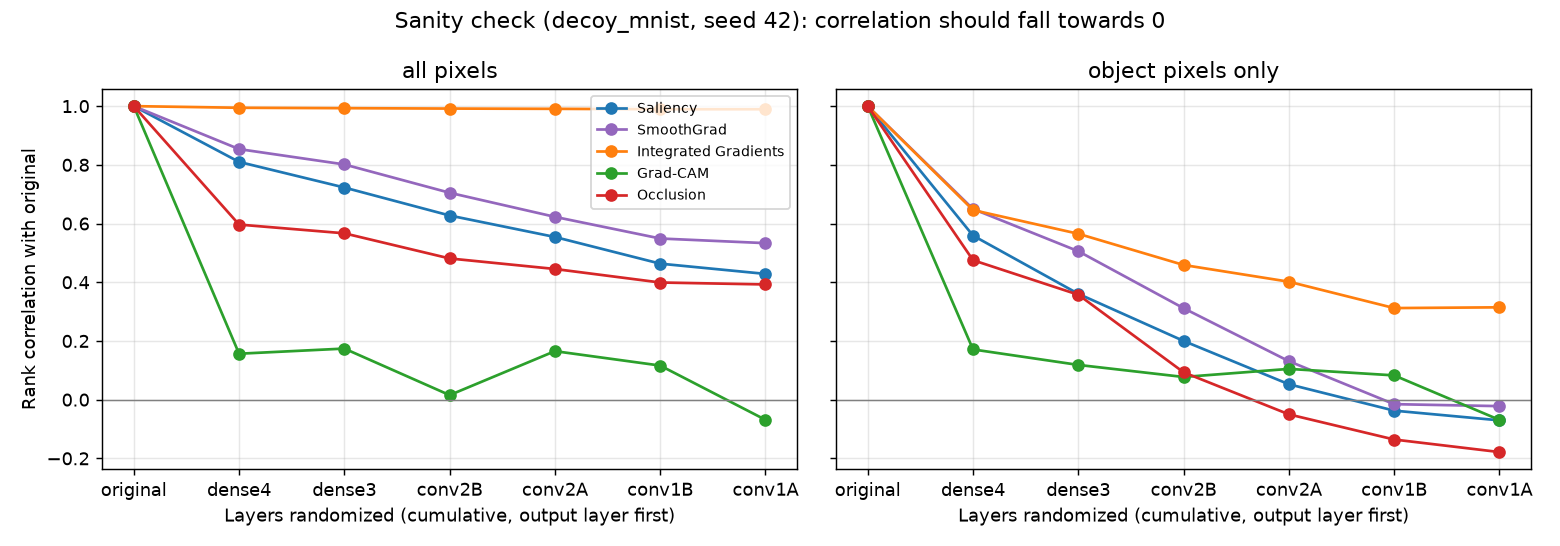 Sanity check (decoy_mnist, seed 42): correlation should fall towards 0
all pixels
Rank correlation with original
1.0
0.8
0.6
0.4
0.2
0.0
−0.2
Saliency
SmoothGrad
Integrated Gradients
Grad-CAM
Occlusion
original dense4 dense3 conv2B conv2A conv1B conv1A
Layers randomized (cumulative, output layer first)
object pixels only
original dense4 dense3 conv2B conv2A conv1B conv1A
Layers randomized (cumulative, output layer first)